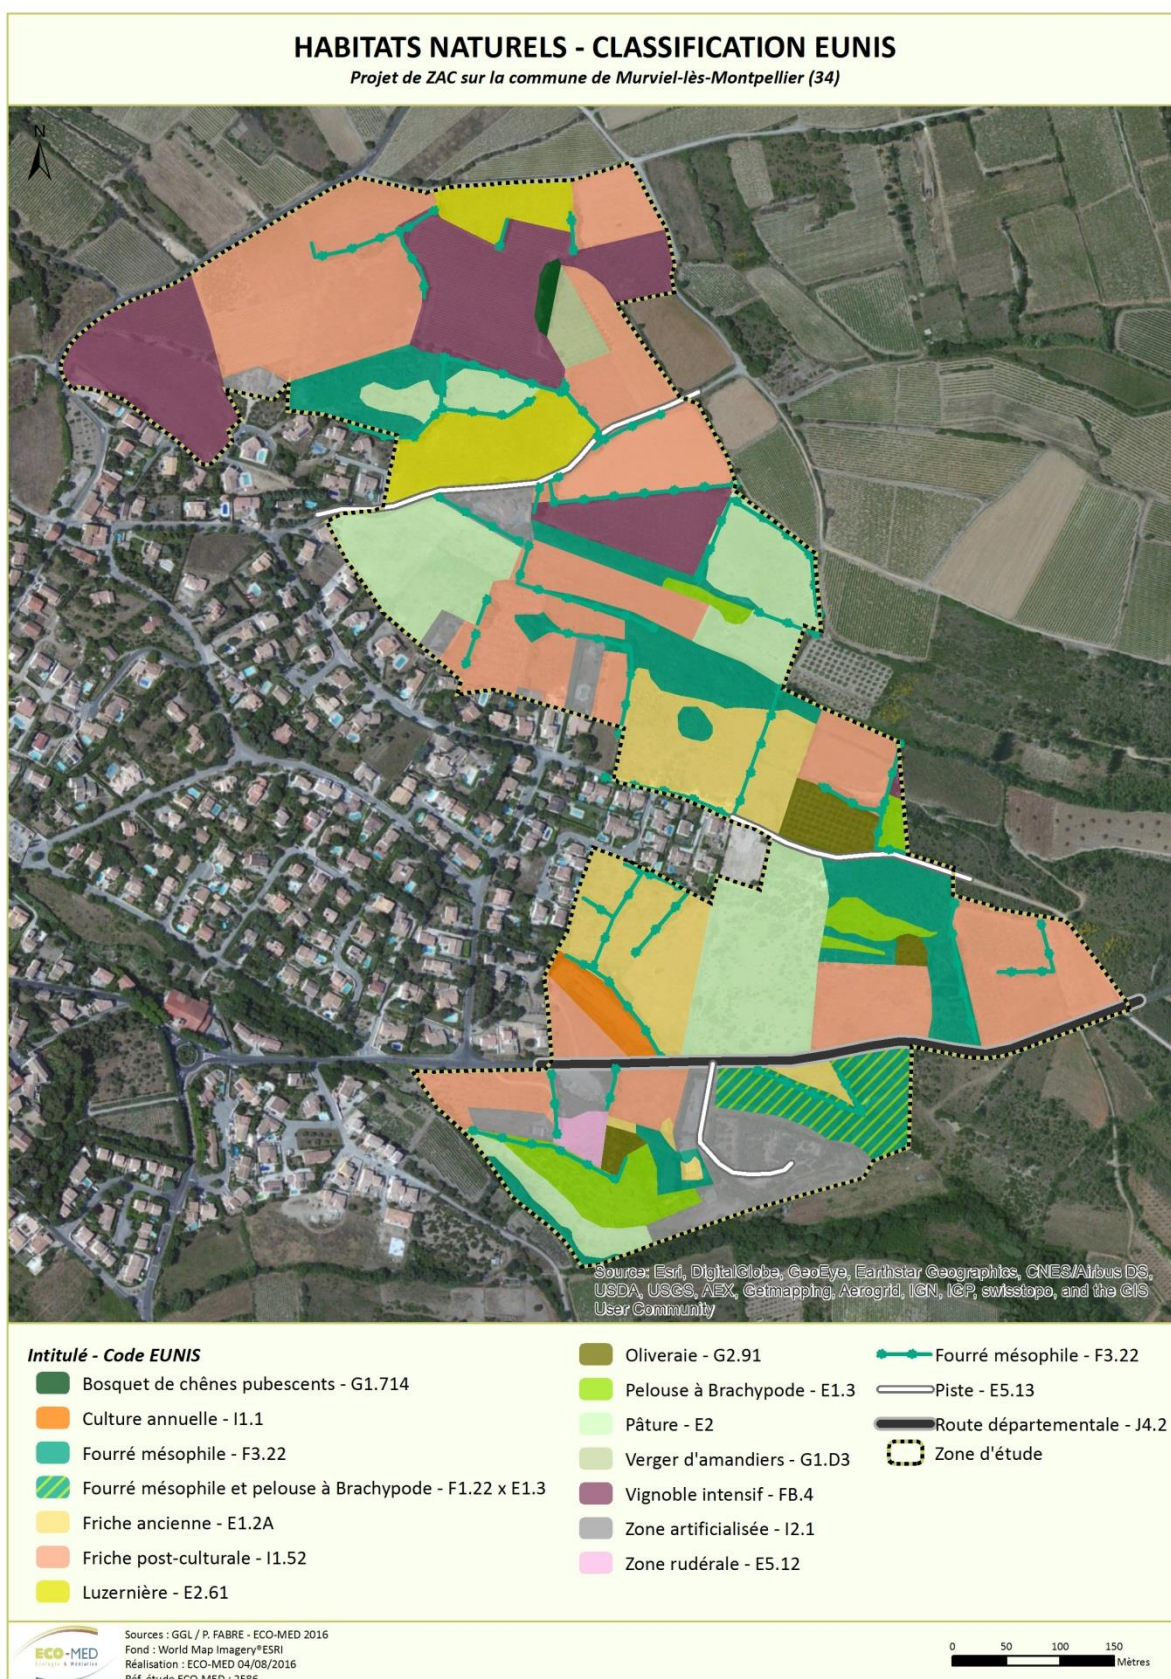 HABITATS NATURELS - CLASSIFICATION EUNIS
Projet de ZAC sur la commune de Murviel-lès-Montpellier (34)
N
Source: Esri, DigitalGlobe, GeoEye, Earthstar Geographics, CNES/Airbus DS,
USDA, USGS, AEX, Getmapping, Aerogrid, IGN, IGP, swisstopo, and the GIS
User Community
Intitulé - Code EUNIS
Bosquet de chênes pubescents - G1.714
Culture annuelle - I1.1
Fourré mésophile - F3.22
Fourré mésophile et pelouse à Brachypode - F1.22 x E1.3
Friche ancienne - E1.2A
Friche post-culturale - I1.52
Luzernière - E2.61
Oliveraie - G2.91
Pelouse à Brachypode - E1.3
Pâture - E2
Verger d'amandiers - G1.D3
Vignoble intensif - FB.4
Zone artificialisée - I2.1
Zone rudérale - E5.12
Fourré mésophile - F3.22
Piste - E5.13
Route départementale - J4.2
Zone d'étude
ECO-MED
Ecologie & Médiation
Sources : GGL / P. FABRE - ECO-MED 2016
Fond : World Map Imagery®ESRI
Réalisation : ECO-MED 04/08/2016
Réf. étude ECO-MED : 2586
0 50 100 150
Mètres